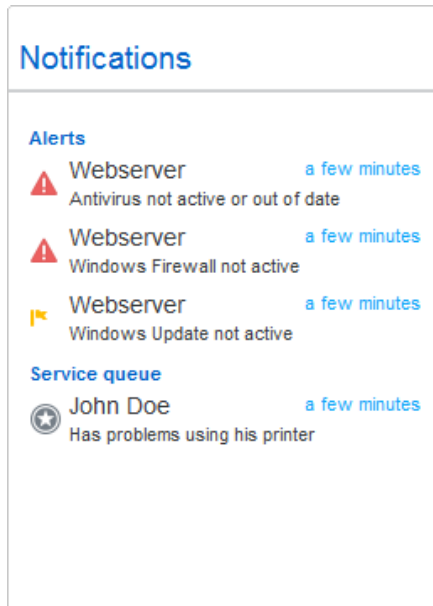 Notifications
Alerts
Webserver a few minutes
Antivirus not active or out of date
Webserver a few minutes
Windows Firewall not active
Webserver a few minutes
Windows Update not active
Service queue
John Doe a few minutes
Has problems using his printer